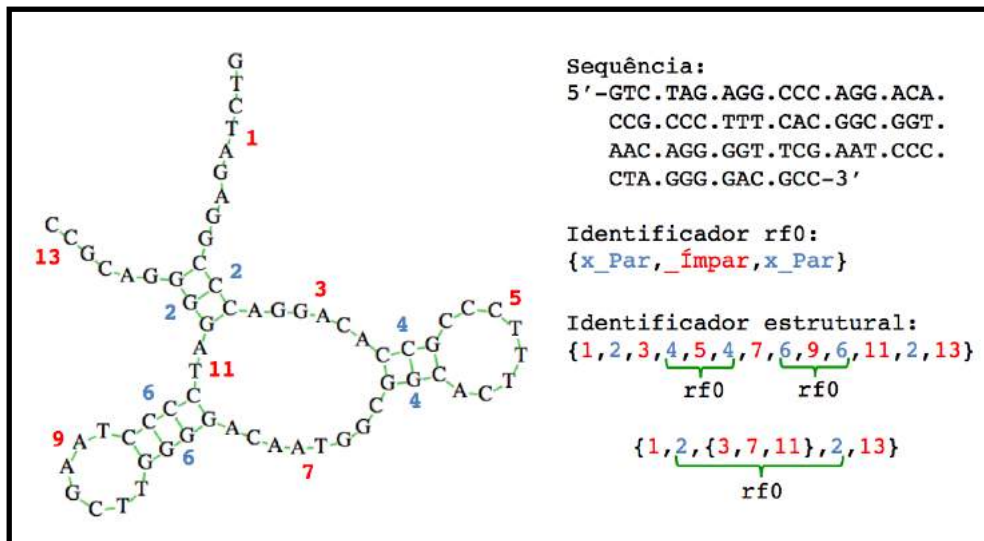 GTCTAGAGGCCCAGGACACCGCCCTTTCACGGCGGTAACAGGGGTTCGAATCCCCTAGGGGACGCC
1
2
3
4
5
4
7
6
9
6
11
2
13
Sequência:
5’-GTC.TAG.AGG.CCC.AGG.ACA.
CCG.CCC.TTT.CAC.GGC.GGT.
AAC.AGG.GGT.TCG.AAT.CCC.
CTA.GGG.GAC.GCC-3’
Identificador rf0:
{x_Par,_Ímpar,x_Par}
Identificador estrutural:
{1,2,3,4,5,4,7,6,9,6,11,2,13}
rf0 rf0
{1,2,{3,7,11},2,13}
rf0